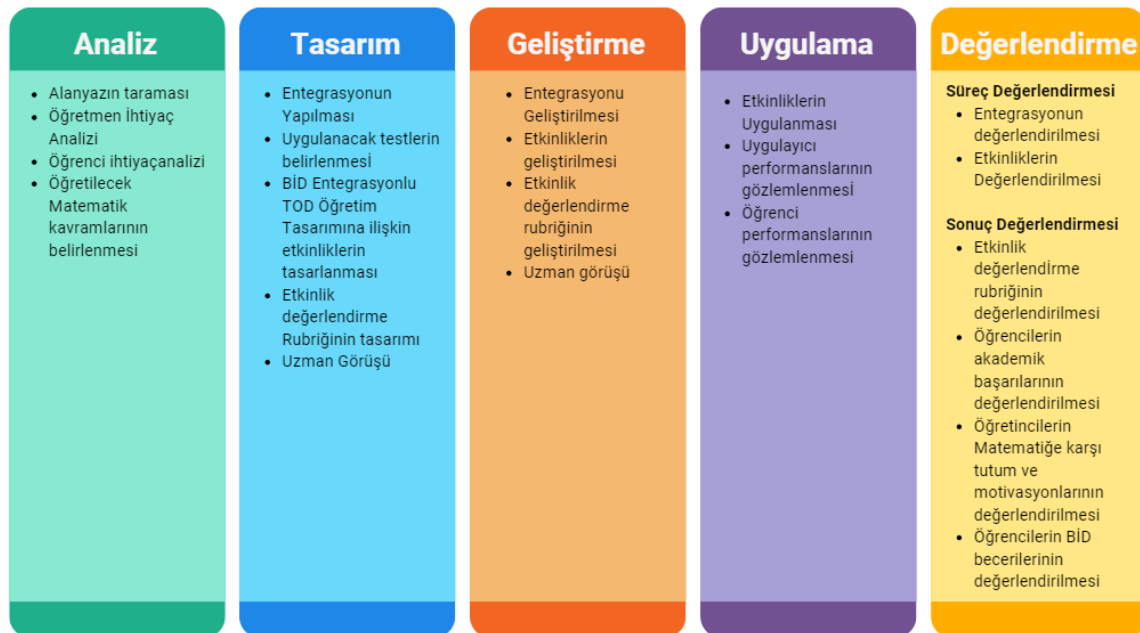 Analiz
Alanyazın taraması
Öğretmen İhtiyaç
Analizi
Öğrenci ihtiyaçanalizi
Öğretilecek
Matematik
kavramlarının
belirlenmesi
Tasarım
Entegrasyonun
Yapılması
Uygulanacak testlerin
belirlenmesİ
BİD Entegrasyonlu
TOD Öğretim
Tasarımına ilişkin
etkinliklerin
tasarlanması
Etkinlik
değerlendirme
Rubriğinin tasarımı
Uzman Görüşü
Geliştirme
Entegrasyonu
Geliştirilmesi
Etkinliklerin
geliştirilmesi
Etkinlik
değerlendirme
rubriğinin
geliştirilmesi
Uzman görüşü
Uygulama
Etkinliklerin
Uygulanması
Uygulayıcı
performanslarının
gözlemlenmesİ
Öğrenci
performanslarının
gözlemlenmesi
Değerlendirme
Süreç Değerlendirmesi
Entegrasyonun
değerlendirilmesi
Etkinliklerin
Değerlendirilmesi
Sonuç Değerlendirmesi
Etkinlik
değerlendİrme
rubriğinin
değerlendirilmesi
Öğrencilerin
akademik
başarılarının
değerlendirilmesi
Öğretincilerin
Matematiğe karşı
tutum ve
motivasyonlarının
değerlendirilmesi
Öğrencilerin BİD
becerilerinin
değerlendirilmesi